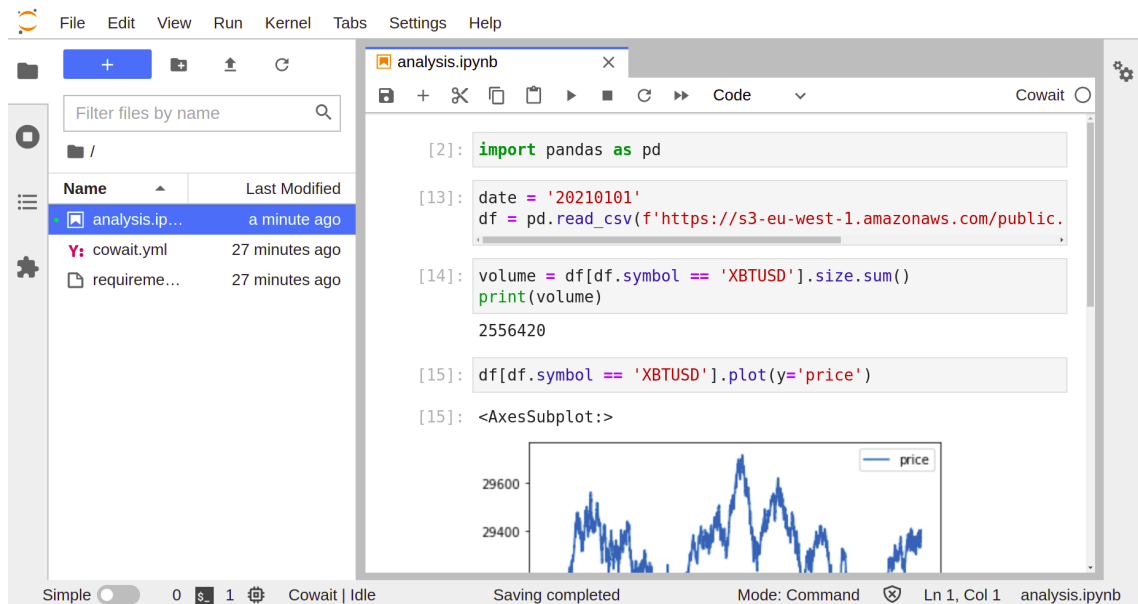 File Edit View Run Kernel Tabs Settings Help
+
Filter files by name
/
Name Last Modified
analysis.ip… a minute ago
Y: cowait.yml 27 minutes ago
requireme… 27 minutes ago
analysis.ipynb
Code
Cowait
[2]: import pandas as pd
[13]: date = '20210101'
df = pd.read_csv(f'https://s3-eu-west-1.amazonaws.com/public.
[14]: volume = df[df.symbol == 'XBTUSD'].size.sum()
print(volume)
2556420
[15]: df[df.symbol == 'XBTUSD'].plot(y='price')
[15]: <AxesSubplot:>
price
29600
29400
Simple 0 $_ 1 Cowait | Idle Saving completed Mode: Command Ln 1, Col 1 analysis.ipynb